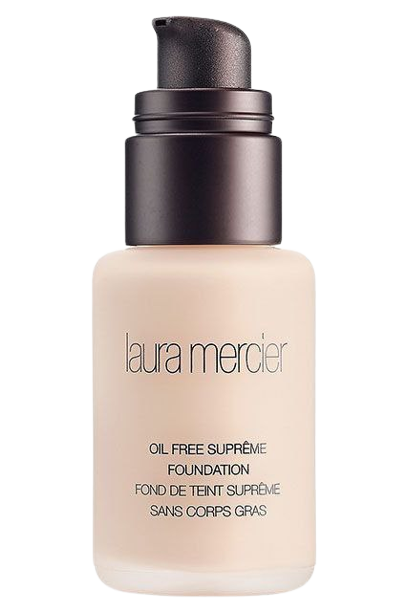 laura mercier
OIL FREE SUPRÊME
FOUNDATION
FOND DE TEINT SUPRÊME
SANS CORPS GRAS